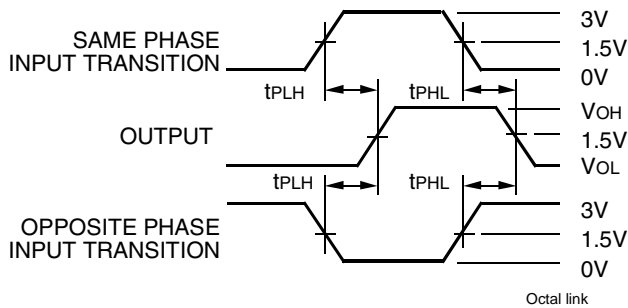 3V
SAME PHASE
INPUT TRANSITION
1.5V
0V
tPLH
tPHL
VOH
OUTPUT
1.5V
VOL
tPLH
tPHL
3V
OPPOSITE PHASE
INPUT TRANSITION
1.5V
0V
Octal link